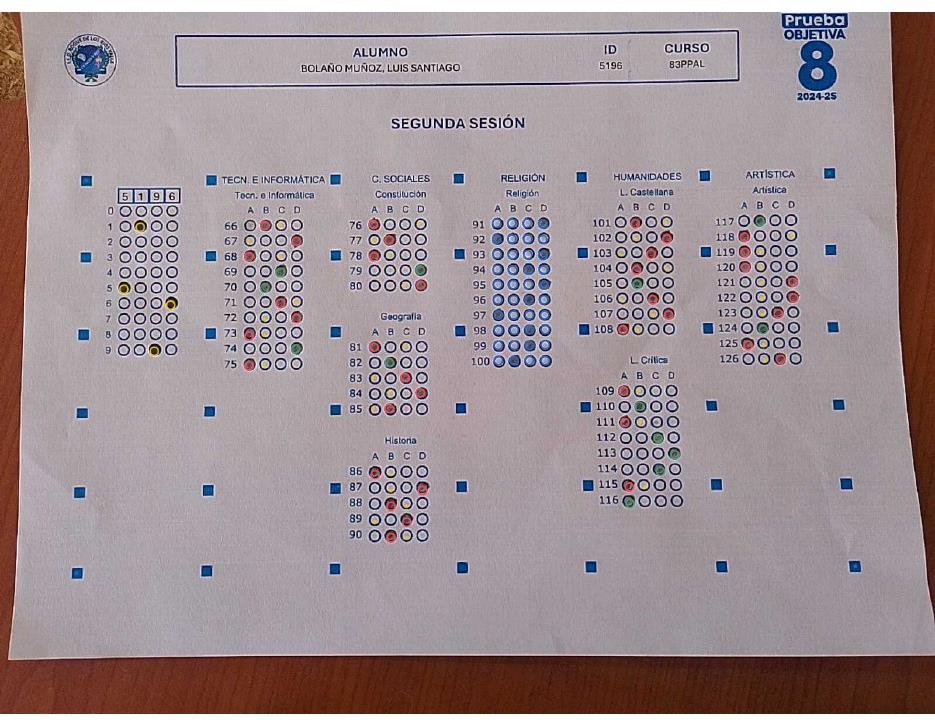 Prueba
OBJETIVA
8
2024-25
ALUMNO ID CURSO
BOLAÑO MUÑOZ, LUIS SANTIAGO 5196 83PPAL
SEGUNDA SESIÓN
5 1 9 6
0
1
2
3
4
5
6
7
8
9
TECN. E INFORMÁTICA
Tecn. e Informática
A B C D
66
67
68
69
70
71
72
73
74
75
C. SOCIALES
Constitución
A B C D
76
77
78
79
80
Geografía
A B C D
81
82
83
84
85
Historia
A B C D
86
87
88
89
90
RELIGIÓN
Religión
A B C D
91
92
93
94
95
96
97
98
99
100
HUMANIDADES
L. Castellana
A B C D
101
102
103
104
105
106
107
108
L. Crítica
A B C D
109
110
111
112
113
114
115
116
ARTÍSTICA
Artística
A B C D
117
118
119
120
121
122
123
124
125
126